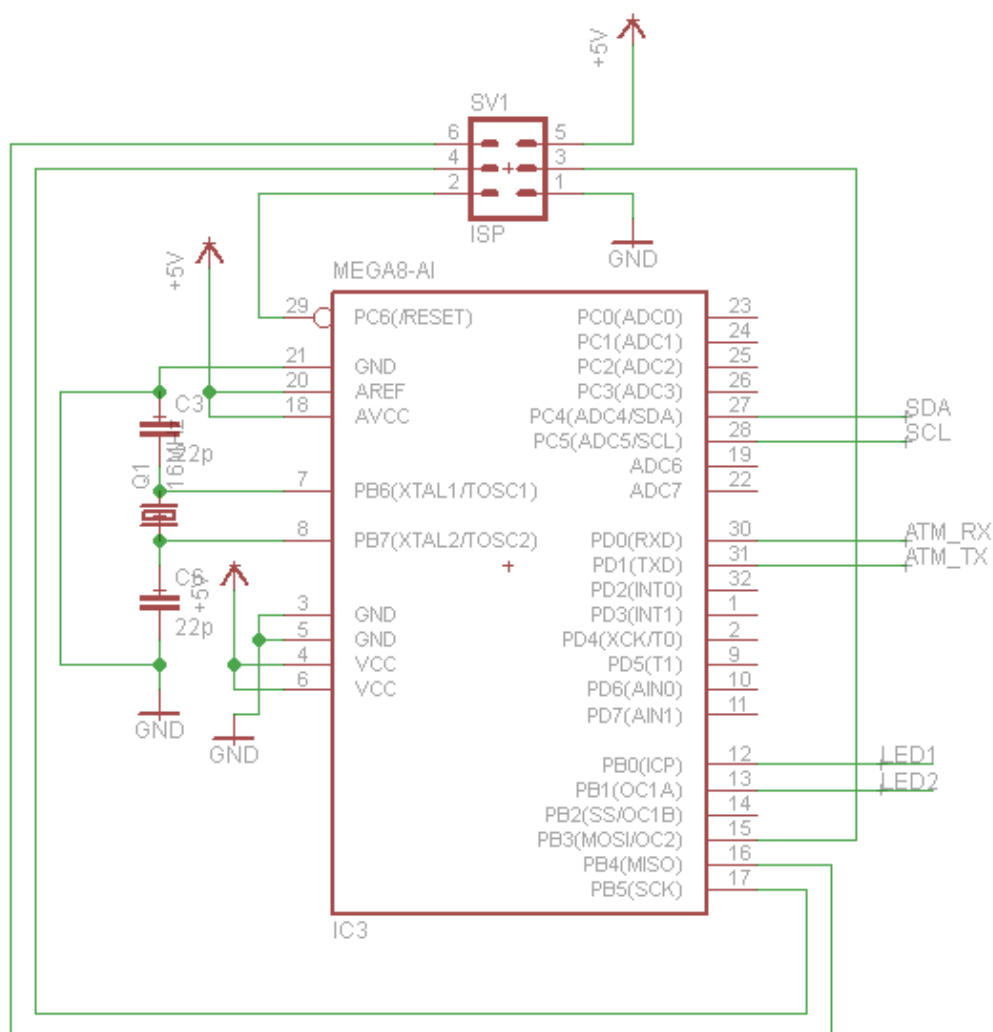 +5V
SV1
6 5
4 3
2 1
ISP
GND
+5V
MEGA8-AI
29 PC6(/RESET) PC0(ADC0) 23
PC1(ADC1) 24
21 GND PC2(ADC2) 25
20 AREF PC3(ADC3) 26
18 AVCC PC4(ADC4/SDA) 27 SDA
C3
PC5(ADC5/SCL) 28 SCL
22p
ADC6 19
Q1
16MHz
7 PB6(XTAL1/TOSC1) ADC7 22
8 PB7(XTAL2/TOSC2) PD0(RXD) 30 ATM_RX
PD1(TXD) 31 ATM_TX
C6
+5V
PD2(INT0) 32
3 GND PD3(INT1) 1
22p
5 GND PD4(XCK/T0) 2
4 VCC PD5(T1) 9
6 VCC PD6(AIN0) 10
PD7(AIN1) 11
GND
GND
PB0(ICP) 12 LED1
PB1(OC1A) 13 LED2
PB2(SS/OC1B) 14
PB3(MOSI/OC2) 15
PB4(MISO) 16
PB5(SCK) 17
IC3